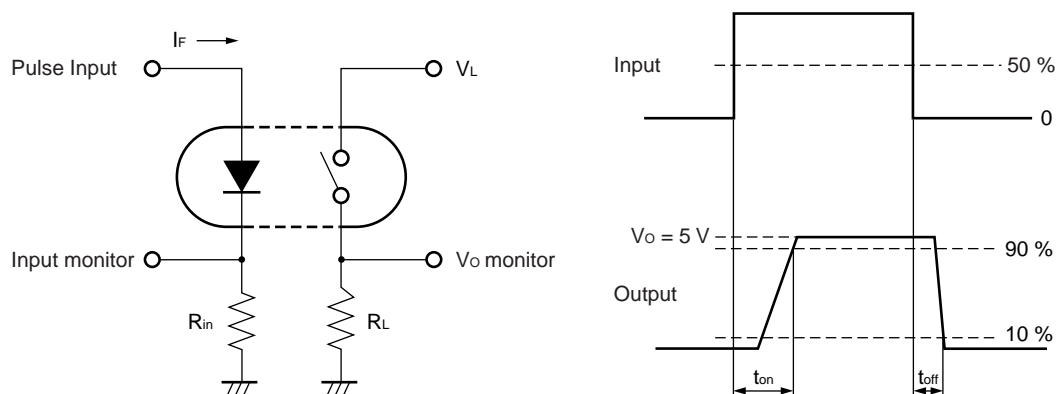 IF
Pulse Input
VL
Input monitor
VO monitor
Rin
RL
Input
50 %
0
VO = 5 V
90 %
Output
10 %
ton
toff